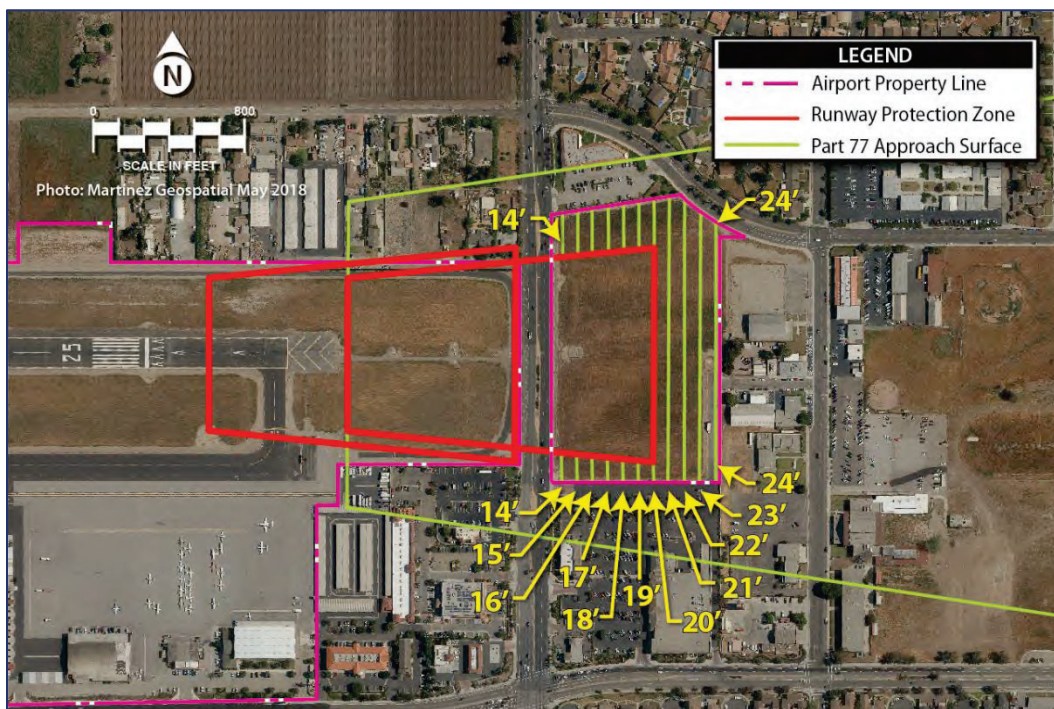 LEGEND
Airport Property Line
Runway Protection Zone
Part 77 Approach Surface
N
0 800
SCALE IN FEET
Photo: Martinez Geospatial May 2018
14' 24'
25
14' 24'
15' 23'
16' 22'
17' 21'
18' 20'
19'